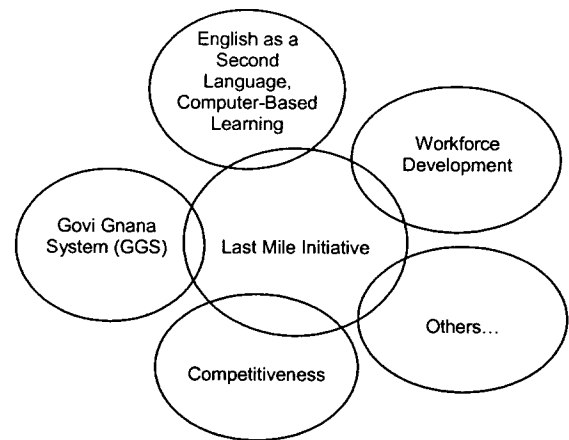 English as a
Second
Language,
Computer-Based
Learning
Workforce
Development
Govi Gnana
System (GGS)
Last Mile Initiative
Others...
Competitiveness